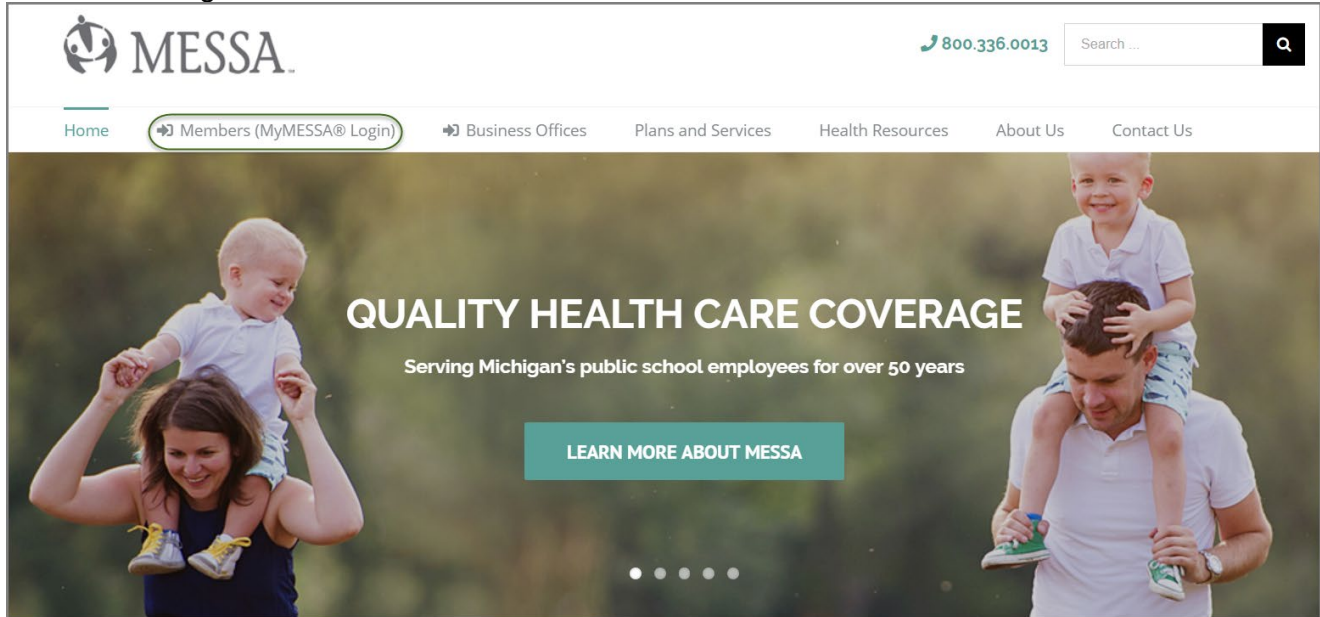 MESSA
800.336.0013
Search ...
Home
Members (MyMESSA® Login)
Business Offices
Plans and Services
Health Resources
About Us
Contact Us
QUALITY HEALTH CARE COVERAGE
Serving Michigan's public school employees for over 50 years
LEARN MORE ABOUT MESSA